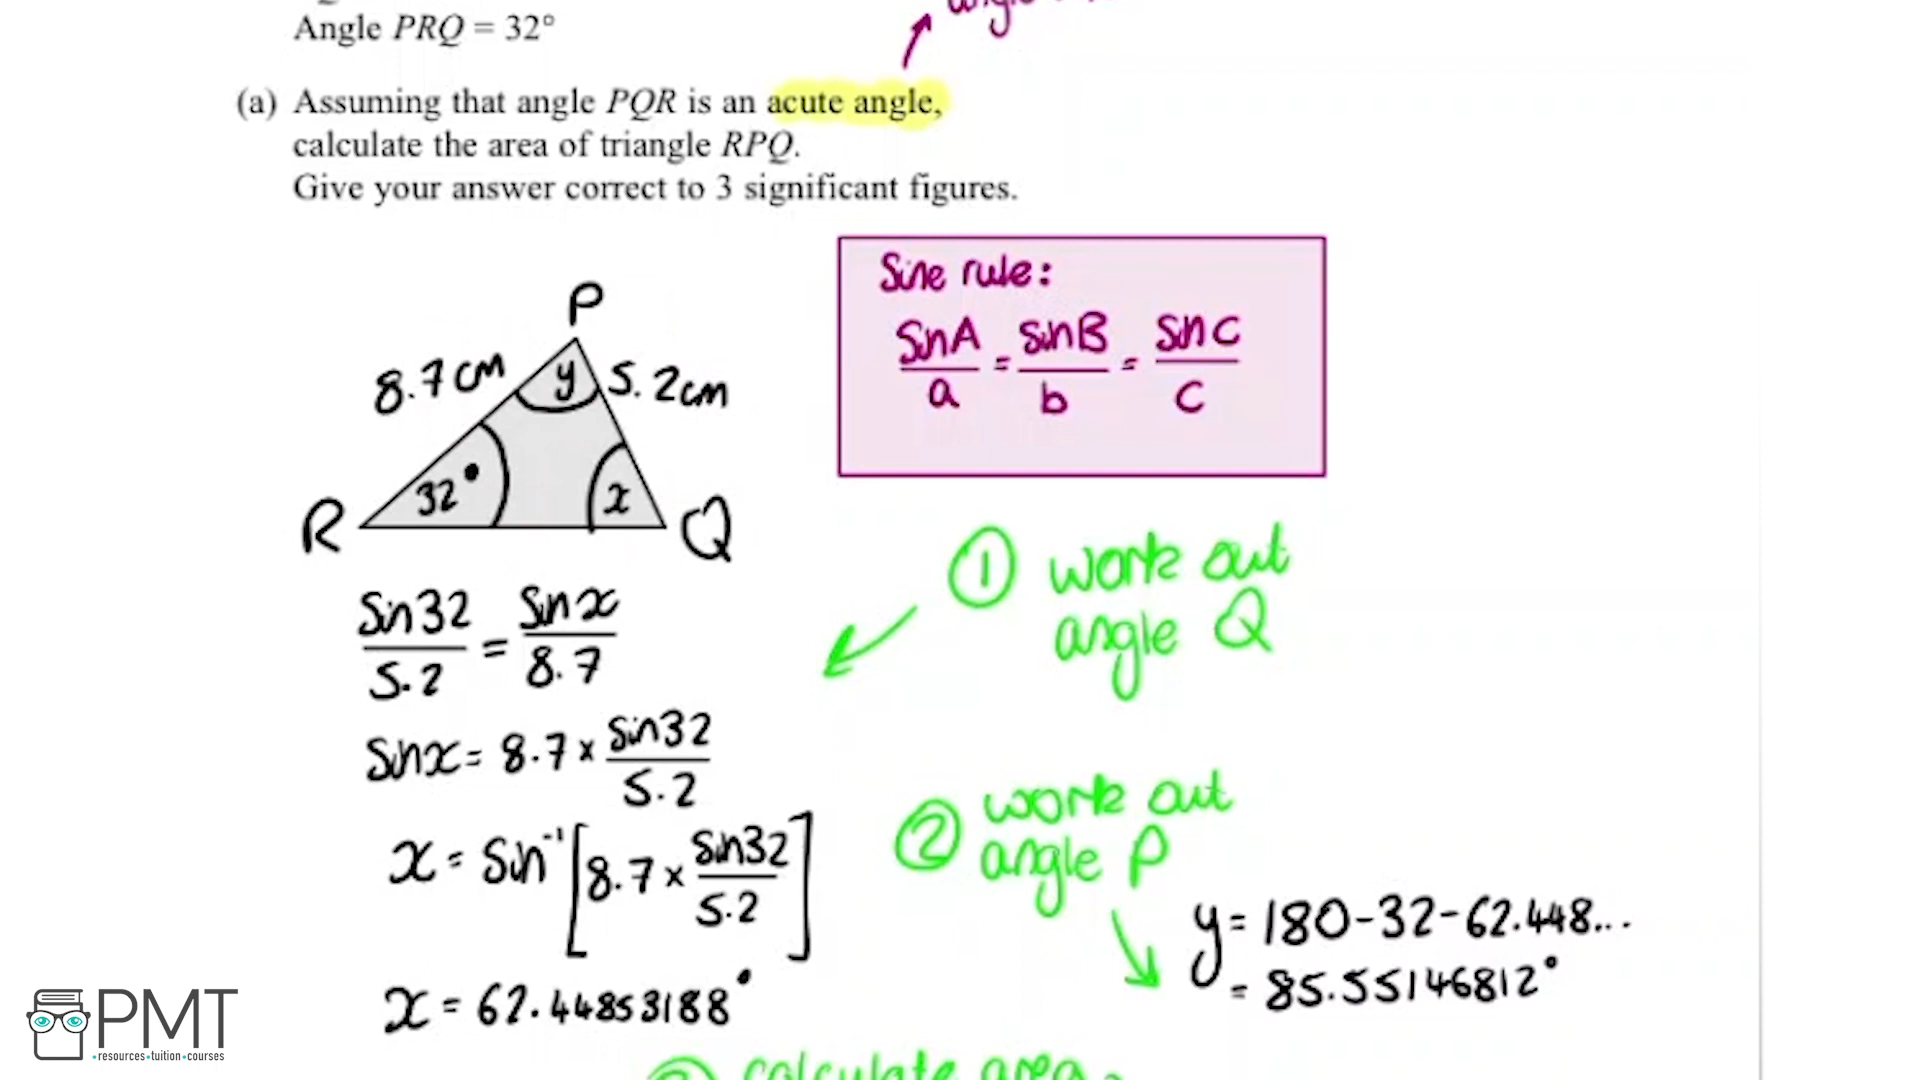 Angle PRQ = 32°
(a) Assuming that angle PQR is an acute angle,
calculate the area of triangle RPQ.
Give your answer correct to 3 significant figures.
Sine rule:
sinA/a = sinB/b = sinC/c
P
8.7cm
y
5.2cm
32°
x
R
Q
① work out
angle Q
sin32/5.2 = sinx/8.7
sinx = 8.7 × sin32/5.2
② work out
angle P
x = sin⁻¹[8.7 × sin32/5.2]
y = 180-32-62.448...
= 85.55146812°
x = 62.44853188°
calculate area
PMT
•resources•tuition•courses